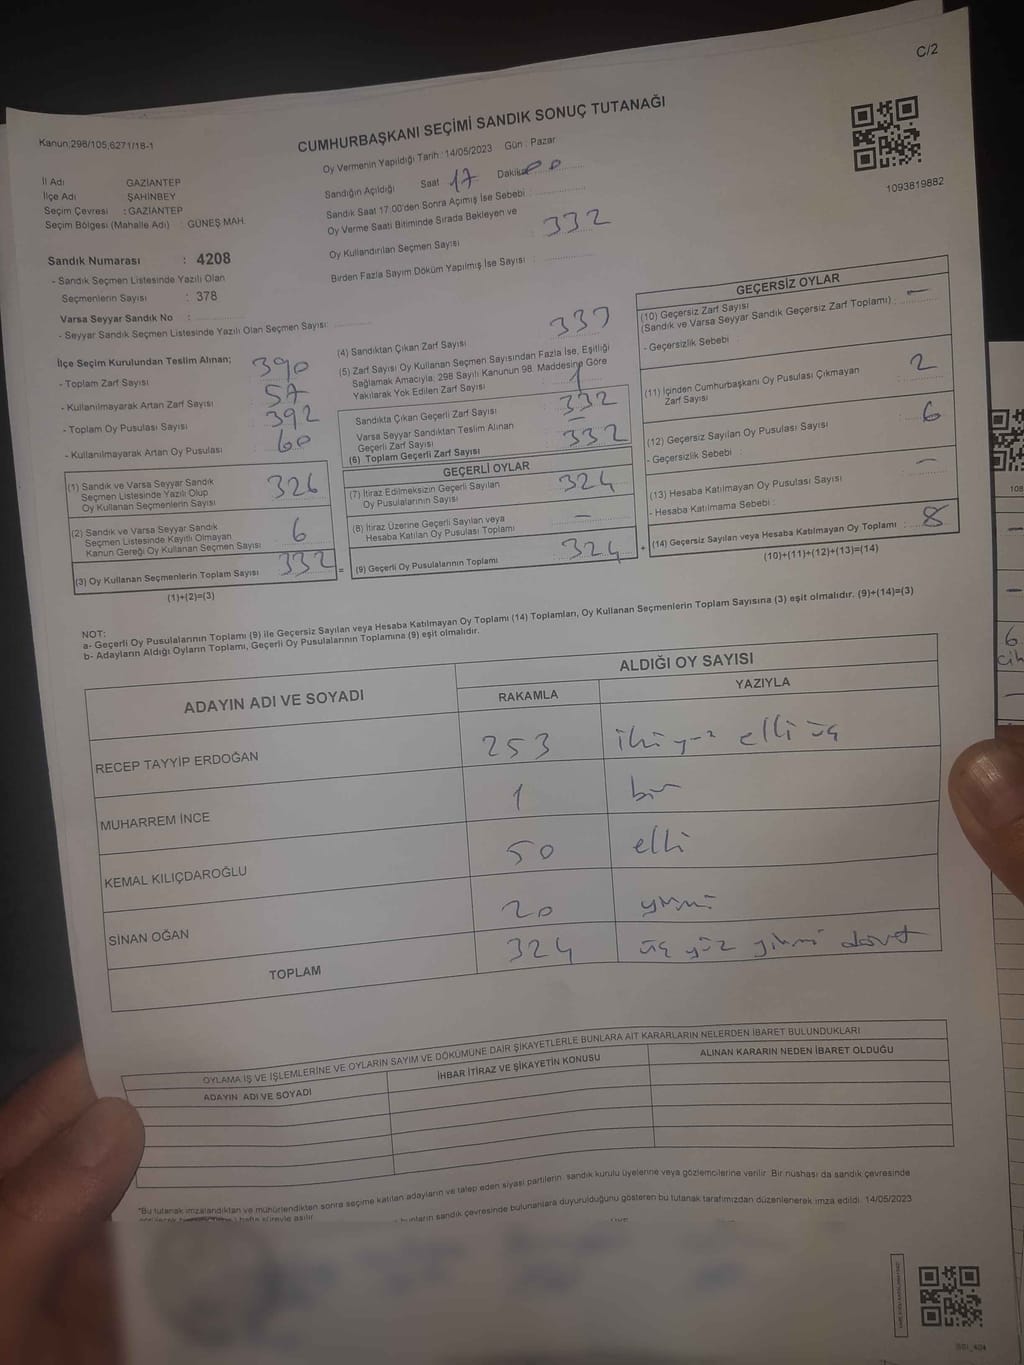 C/2
Kanun;298/105,6271/18-1
CUMHURBAŞKANI SEÇİMİ SANDIK SONUÇ TUTANAĞI
1093819882
İl Adı GAZİANTEP
İlçe Adı ŞAHİNBEY
Seçim Çevresi : GAZİANTEP
Seçim Bölgesi (Mahalle Adı) : GÜNEŞ MAH.
Sandık Numarası : 4208
- Sandık Seçmen Listesinde Yazılı Olan
Seçmenlerin Sayısı : 378
Varsa Seyyar Sandık No :
- Seyyar Sandık Seçmen Listesinde Yazılı Olan Seçmen Sayısı:
Oy Vermenin Yapıldığı Tarih : 14/05/2023 Gün : Pazar
Sandığın Açıldığı Saat 17 Dakika 00
Sandık Saat 17:00'den Sonra Açımış İse Sebebi :
Oy Verme Saati Bitiminde Sırada Bekleyen ve
Oy Kullandırılan Seçmen Sayısı 332
Birden Fazla Sayım Döküm Yapılmış İse Sayısı :
İlçe Seçim Kurulundan Teslim Alınan;
- Toplam Zarf Sayısı 390
- Kullanılmayarak Artan Zarf Sayısı 57
- Toplam Oy Pusulası Sayısı 392
- Kullanılmayarak Artan Oy Pusulası 60
(1) Sandık ve Varsa Seyyar Sandık
Seçmen Listesinde Yazılı Olup
Oy Kullanan Seçmenlerin Sayısı 326
(2) Sandık ve Varsa Seyyar Sandık
Seçmen Listesinde Kayıtlı Olmayan
Kanun Gereği Oy Kullanan Seçmen Sayısı 6
(3) Oy Kullanan Seçmenlerin Toplam Sayısı 332
(1)+(2)=(3)
(4) Sandıktan Çıkan Zarf Sayısı 333
(5) Zarf Sayısı Oy Kullanan Seçmen Sayısından Fazla İse, Eşitliği
Sağlamak Amacıyla, 298 Sayılı Kanunun 98. Maddesine Göre
Yakılarak Yok Edilen Zarf Sayısı 1
Sandıkta Çıkan Geçerli Zarf Sayısı 332
Varsa Seyyar Sandıktan Teslim Alınan
Geçerli Zarf Sayısı : –
(6) Toplam Geçerli Zarf Sayısı 332
GEÇERLİ OYLAR
(7) İtiraz Edilmeksizin Geçerli Sayılan
Oy Pusulalarının Sayısı : 324
(8) İtiraz Üzerine Geçerli Sayılan veya
Hesaba Katılan Oy Pusulası Toplamı : –
(9) Geçerli Oy Pusulalarının Toplamı 324
GEÇERSİZ OYLAR
(10) Geçersiz Zarf Sayısı
(Sandık ve Varsa Seyyar Sandık Geçersiz Zarf Toplamı) : –
- Geçersizlik Sebebi :
(11) İçinden Cumhurbaşkanı Oy Pusulası Çıkmayan
Zarf Sayısı : 2
(12) Geçersiz Sayılan Oy Pusulası Sayısı : 6
- Geçersizlik Sebebi :
(13) Hesaba Katılmayan Oy Pusulası Sayısı : –
- Hesaba Katılmama Sebebi :
(14) Geçersiz Sayılan veya Hesaba Katılmayan Oy Toplamı : 8
(10)+(11)+(12)+(13)=(14)
NOT:
a- Geçerli Oy Pusulalarının Toplamı (9) ile Geçersiz Sayılan veya Hesaba Katılmayan Oy Toplamı (14) Toplamları, Oy Kullanan Seçmenlerin Toplam Sayısına (3) eşit olmalıdır. (9)+(14)=(3)
b- Adayların Aldığı Oyların Toplamı, Geçerli Oy Pusulalarının Toplamına (9) eşit olmalıdır.
ADAYIN ADI VE SOYADI ALDIĞI OY SAYISI
RAKAMLA YAZIYLA
RECEP TAYYİP ERDOĞAN 253 iki yüz elli üç
MUHARREM İNCE 1 bir
KEMAL KILIÇDAROĞLU 50 elli
SİNAN OĞAN 20 yirmi
TOPLAM 324 üç yüz yirmi dört
OYLAMA İŞ VE İŞLEMLERİNE VE OYLARIN SAYIM VE DÖKÜMÜNE DAİR ŞİKAYETLERLE BUNLARA AİT KARARLARIN NELERDEN İBARET BULUNDUKLARI
ADAYIN ADI VE SOYADI İHBAR İTİRAZ VE ŞİKAYETİN KONUSU ALINAN KARARIN NEDEN İBARET OLDUĞU
*Bu tutanak imzalandıktan ve mühürlendikten sonra seçime katılan adayların ve talep eden siyasi partilerin, sandık kurulu üyelerine veya gözlemcilerine verilir. Bir nüshası da sandık çevresinde
bunların sandık çevresinde bulunanlara duyurulduğunu gösteren bu tutanak tarafımızdan düzenlenerek imza edildi. 14/05/2023